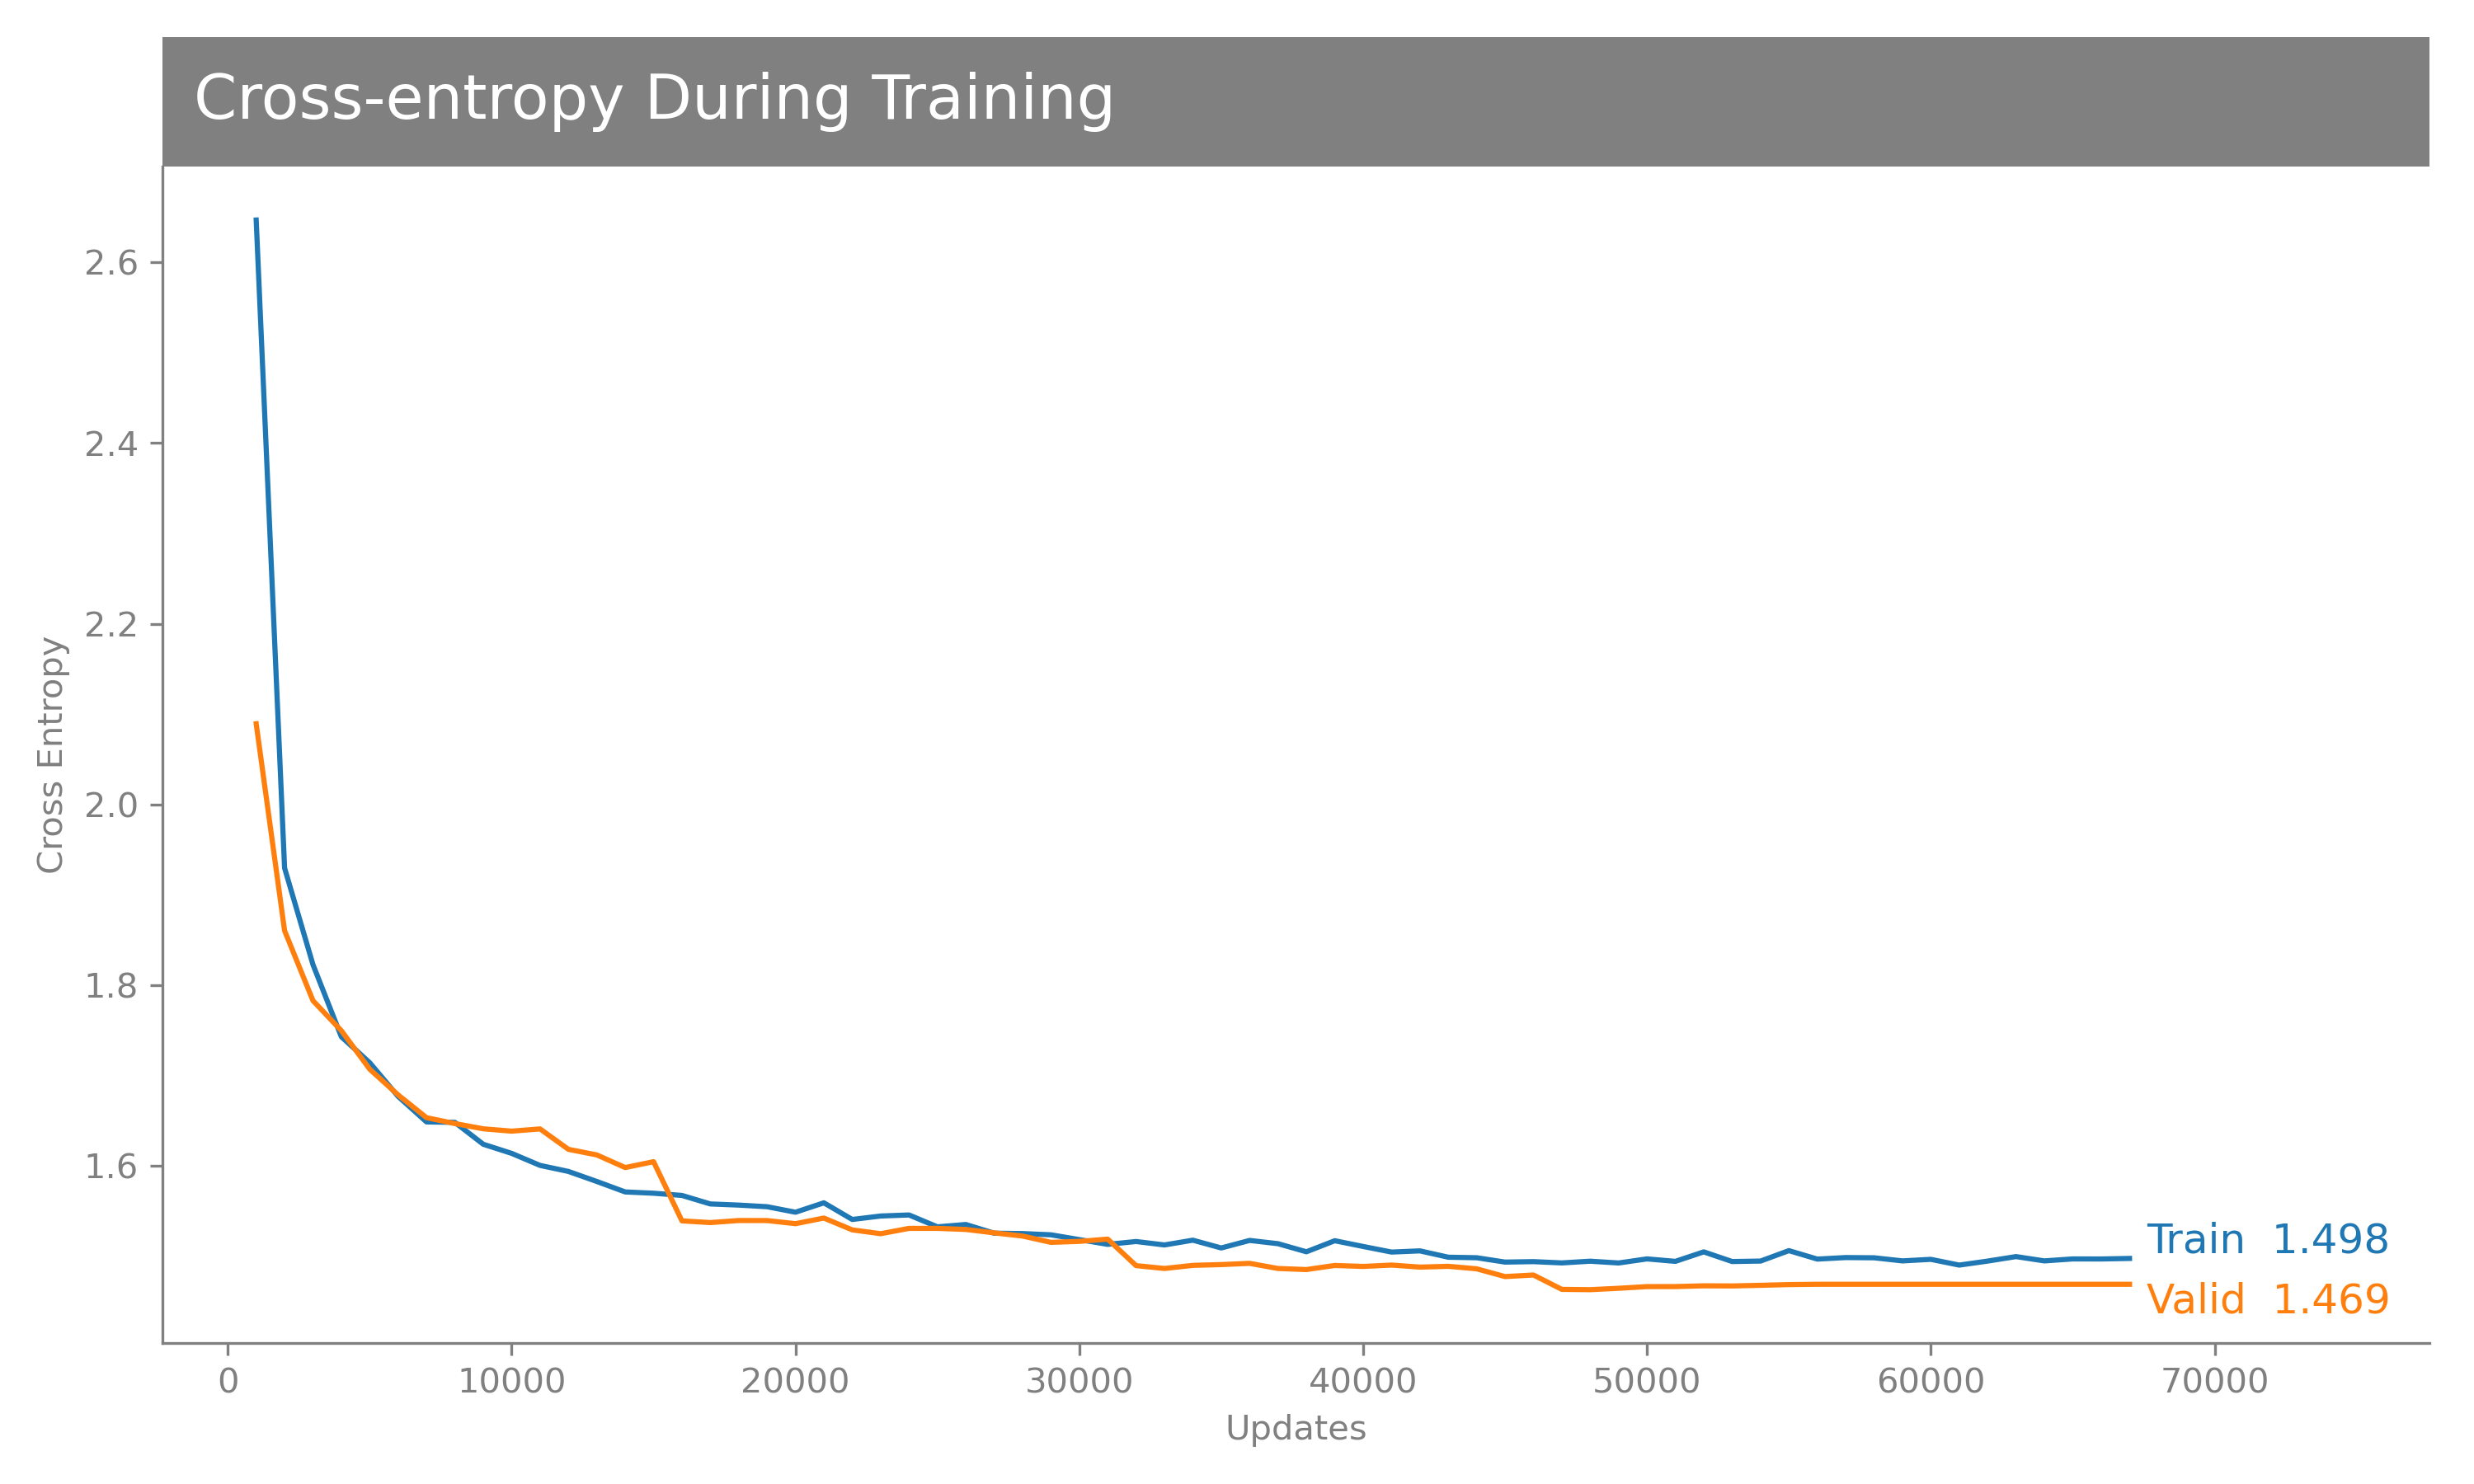 Cross-entropy During Training
2.6
2.4
2.2
2.0
1.8
1.6
Cross Entropy
Train 1.498
Valid 1.469
0 10000 20000 30000 40000 50000 60000 70000
Updates